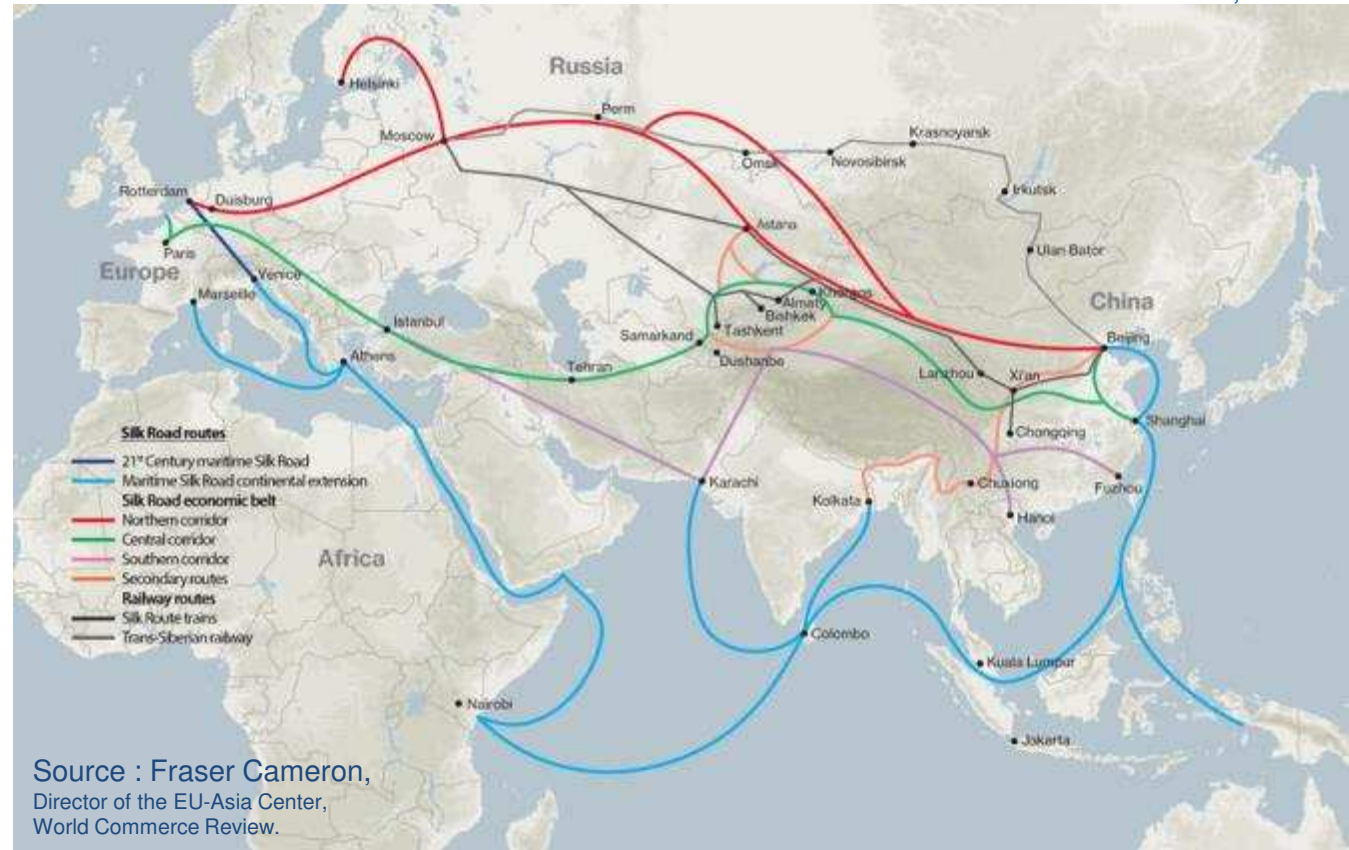 Russia
Helsinki
Perm
Moscow
Krasnoyarsk
Omsk
Novosibirsk
Irkutsk
Rotterdam
Duisburg
Astana
Ulan Bator
Paris
Europe
Venice
Marseille
Khorgos
Almaty
Bishkek
China
Istanbul
Tashkent
Samarkand
Beijing
Athens
Dushanbe
Tehran
Lanzhou
Xi'an
Shanghai
Chongqing
Karachi
Kolkata
Chuxiong
Fuzhou
Hanoi
Silk Road routes
21st Century maritime Silk Road
Maritime Silk Road continental extension
Silk Road economic belt
Northern corridor
Central corridor
Southern corridor
Secondary routes
Railway routes
Silk Route trains
Trans-Siberian railway
Africa
Colombo
Kuala Lumpur
Nairobi
Jakarta
Source : Fraser Cameron,
Director of the EU-Asia Center,
World Commerce Review.